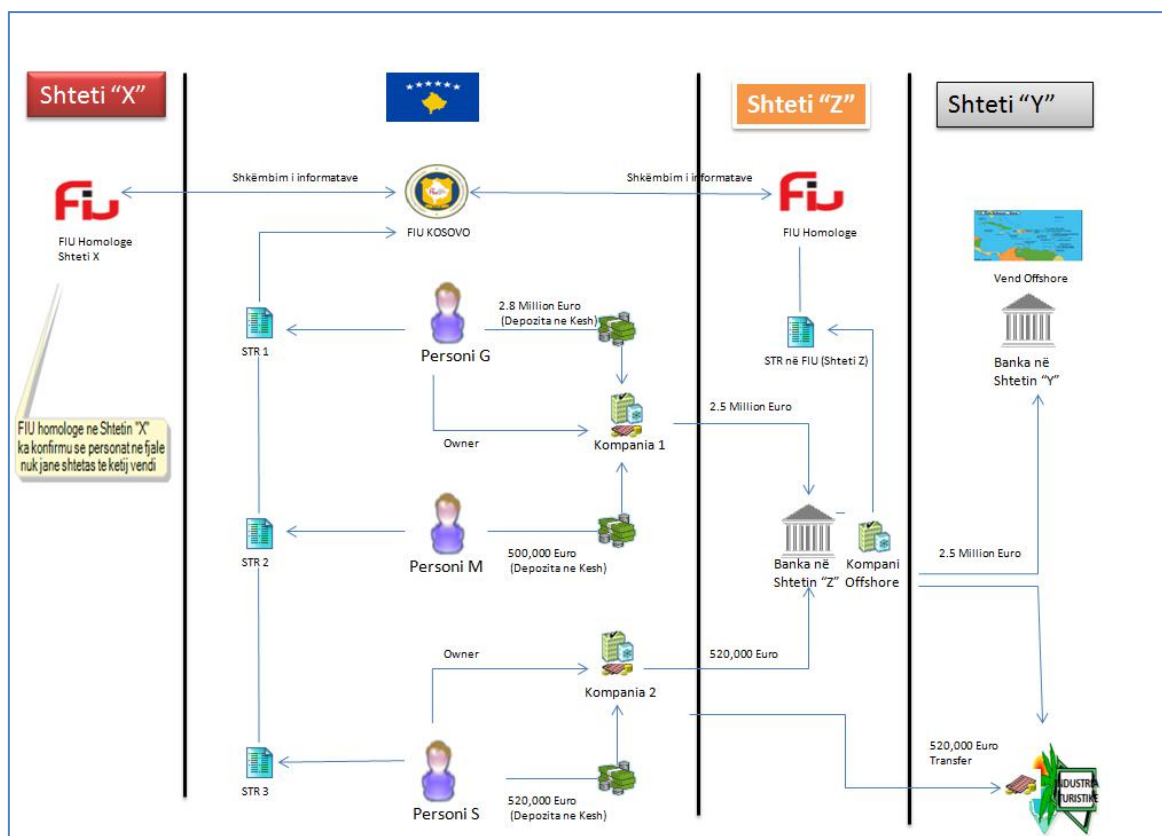 Shteti “X”
Shteti “Z”
Shteti “Y”
Shkëmbim i informatave
Shkëmbim i informatave
Fiu
FIU Homologe
Shteti X
FIU KOSOVO
Fiu
FIU Homologe
Vend Offshore
2.8 Million Euro
(Depozita ne Kesh)
STR 1
Personi G
STR në FIU (Shteti Z)
Banka në
Shtetin “Y”
FIU homologe ne Shtetin "X"
ka konfirmu se personat ne fjale
nuk jane shtetas te ketij vendi
Owner
Kompania 1
2.5 Million Euro
STR 2
Personi M
500,000 Euro
(Depozita ne Kesh)
Banka në
Shtetin “Z”
Kompani
Offshore
2.5 Million Euro
Owner
Kompania 2
520,000 Euro
STR 3
Personi S
520,000 Euro
(Depozita ne Kesh)
520,000 Euro
Transfer
INDUSTRIA
TURISTIKE